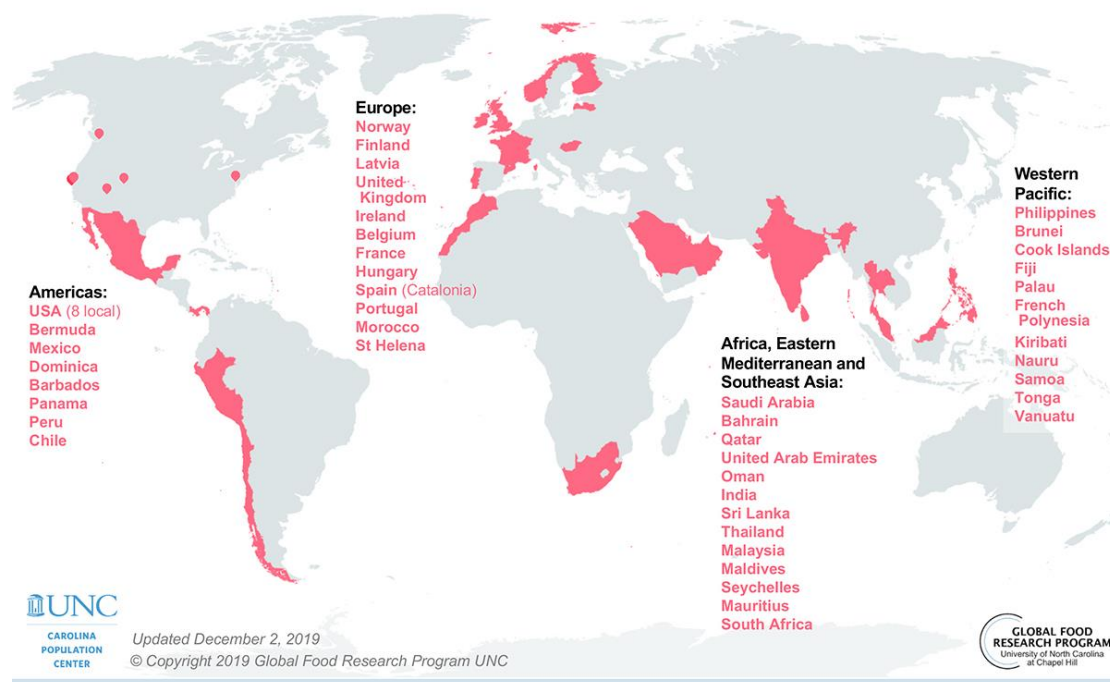 Europe:
Norway
Finland
Latvia
United
Kingdom
Ireland
Belgium
France
Hungary
Spain (Catalonia)
Portugal
Morocco
St Helena
Western
Pacific:
Philippines
Brunei
Cook Islands
Fiji
Palau
French
Polynesia
Kiribati
Nauru
Samoa
Tonga
Vanuatu
Americas:
USA (8 local)
Bermuda
Mexico
Dominica
Barbados
Panama
Peru
Chile
Africa, Eastern
Mediterranean and
Southeast Asia:
Saudi Arabia
Bahrain
Qatar
United Arab Emirates
Oman
India
Sri Lanka
Thailand
Malaysia
Maldives
Seychelles
Mauritius
South Africa
UNC
CAROLINA
POPULATION
CENTER
Updated December 2, 2019
© Copyright 2019 Global Food Research Program UNC
GLOBAL FOOD
RESEARCH PROGRAM
University of North Carolina
at Chapel Hill